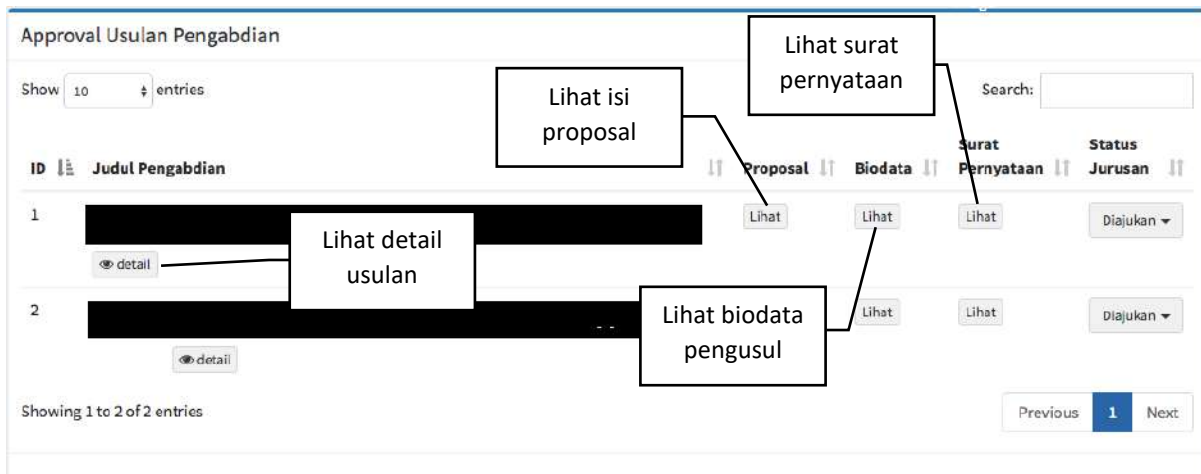 Approval Usulan Pengabdian
Lihat surat
pernyataan
Show 10 entries
Lihat isi
proposal
Search:
ID Judul Pengabdian Proposal Biodata Surat Pernyataan Status Jurusan
1 Lihat Lihat Lihat Diajukan
Lihat detail
usulan
detail
2 Lihat Lihat Diajukan
Lihat biodata
pengusul
detail
Showing 1 to 2 of 2 entries Previous 1 Next